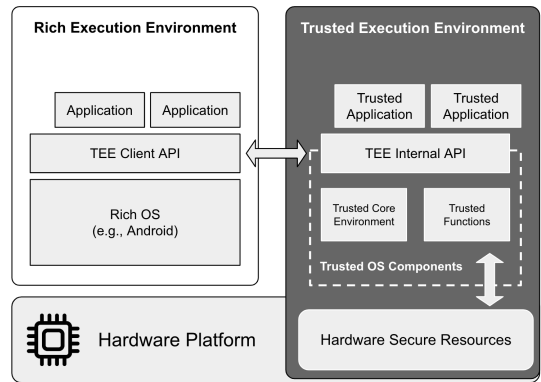 Rich Execution Environment
Application
Application
TEE Client API
Rich OS
(e.g., Android)
Trusted Execution Environment
Trusted
Application
Trusted
Application
TEE Internal API
Trusted Core
Environment
Trusted
Functions
Trusted OS Components
Hardware Platform
Hardware Secure Resources